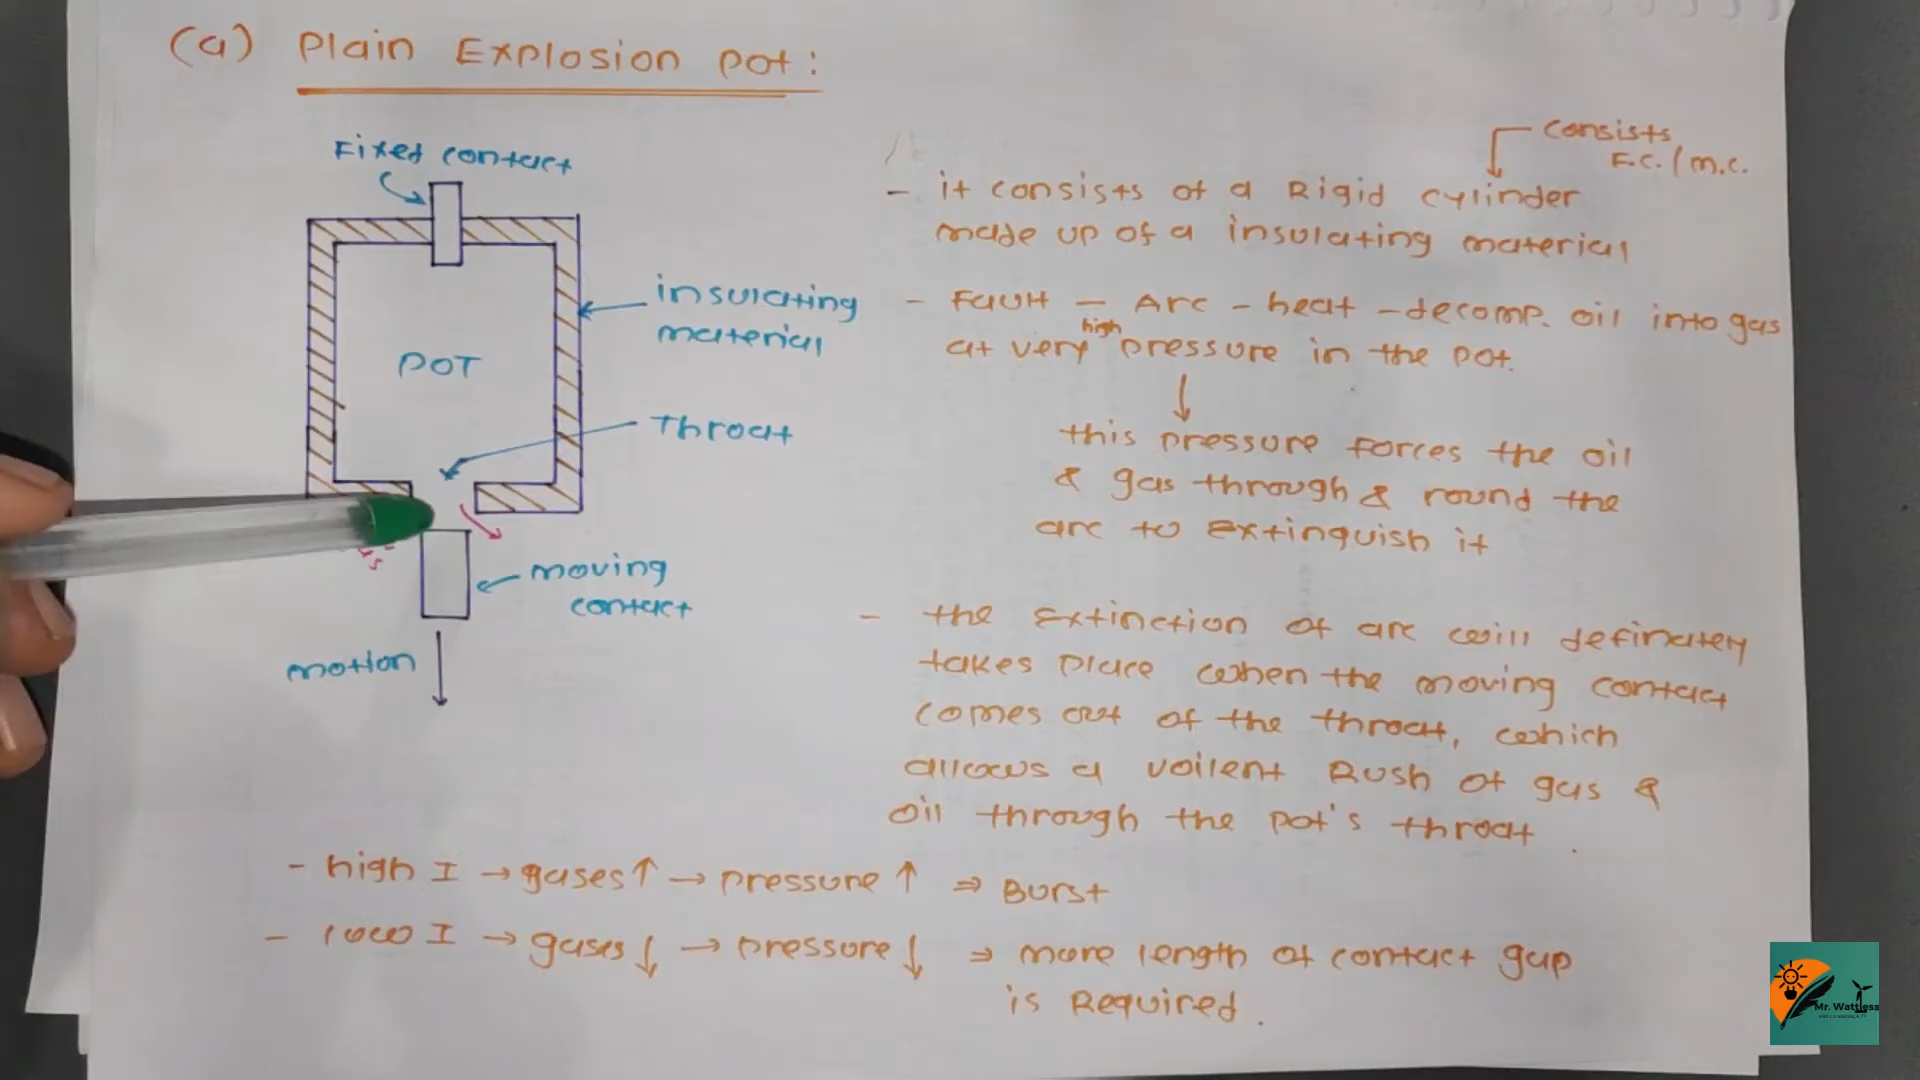 (a) Plain Explosion pot:
Fixed contact
insulating
material
POT
Throat
moving
contact
motion
consists
F.C. / m.c.
- it consists of a Rigid cylinder
made up of a insulating material
- Fault - Arc - heat - decomp. oil into gas
at very high pressure in the pot.
this pressure forces the oil
& gas through & round the
arc to extinguish it
- the Extinction of arc will definately
takes place when the moving contact
comes out of the throat, which
allows a voilent Rush of gas &
oil through the pot's throat.
- high I → gases ↑ → pressure ↑ ⇒ Burst
- low I → gases ↓ → pressure ↓ ⇒ more length of contact gap
is Required.
Mr. Wattless